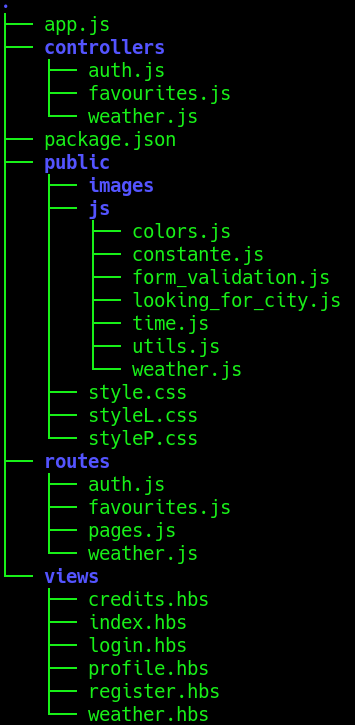 .
├── app.js
├── controllers
│   ├── auth.js
│   ├── favourites.js
│   └── weather.js
├── package.json
├── public
│   ├── images
│   ├── js
│   │   ├── colors.js
│   │   ├── constante.js
│   │   ├── form_validation.js
│   │   ├── looking_for_city.js
│   │   ├── time.js
│   │   ├── utils.js
│   │   └── weather.js
│   ├── style.css
│   ├── styleL.css
│   └── styleP.css
├── routes
│   ├── auth.js
│   ├── favourites.js
│   ├── pages.js
│   └── weather.js
└── views
    ├── credits.hbs
    ├── index.hbs
    ├── login.hbs
    ├── profile.hbs
    ├── register.hbs
    └── weather.hbs